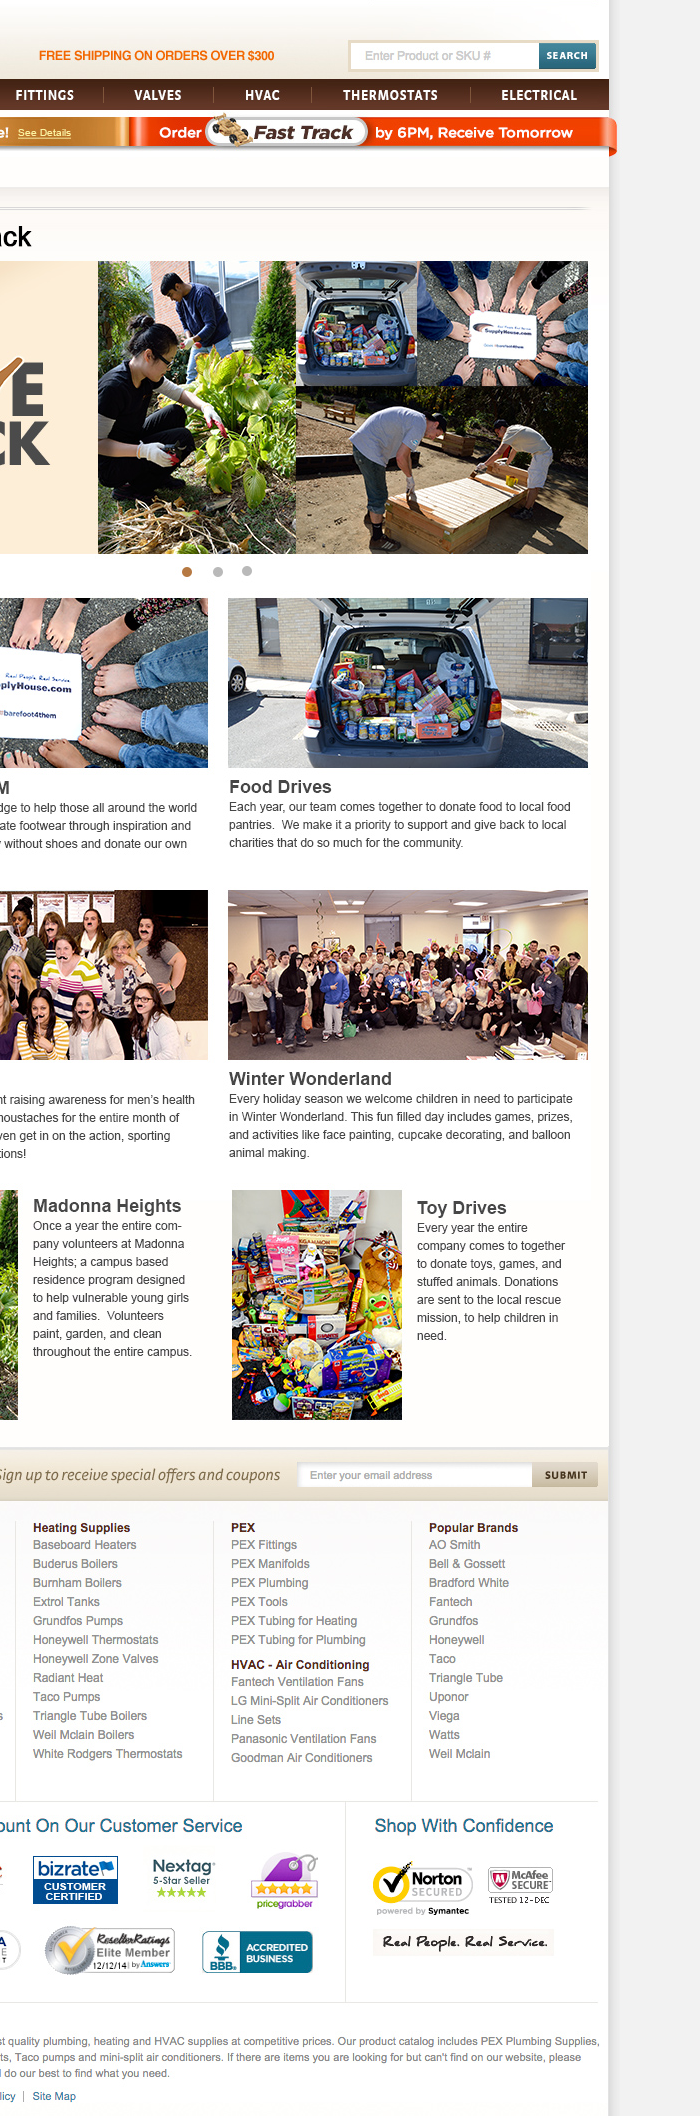 FREE SHIPPING ON ORDERS OVER $300
Enter Product or SKU #
SEARCH
FITTINGS
VALVES
HVAC
THERMOSTATS
ELECTRICAL
e! See Details
Order Fast Track by 6PM, Receive Tomorrow
ack
VE
CK
SupplyHouse.com
Real People. Real Service.
pplyHouse.com
#barefoot4them
M
dge to help those all around the world
ate footwear through inspiration and
y without shoes and donate our own
Food Drives
Each year, our team comes together to donate food to local food
pantries.  We make it a priority to support and give back to local
charities that do so much for the community.
nt raising awareness for men's health
noustaches for the entire month of
ven get in on the action, sporting
tions!
Winter Wonderland
Every holiday season we welcome children in need to participate
in Winter Wonderland. This fun filled day includes games, prizes,
and activities like face painting, cupcake decorating, and balloon
animal making.
Madonna Heights
Once a year the entire com-
pany volunteers at Madonna
Heights; a campus based
residence program designed
to help vulnerable young girls
and families.  Volunteers
paint, garden, and clean
throughout the entire campus.
Toy Drives
Every year the entire
company comes to together
to donate toys, games, and
stuffed animals. Donations
are sent to the local rescue
mission, to help children in
need.
Sign up to receive special offers and coupons
Enter your email address
SUBMIT
Heating Supplies
Baseboard Heaters
Buderus Boilers
Burnham Boilers
Extrol Tanks
Grundfos Pumps
Honeywell Thermostats
Honeywell Zone Valves
Radiant Heat
Taco Pumps
s
Triangle Tube Boilers
Weil Mclain Boilers
White Rodgers Thermostats
PEX
PEX Fittings
PEX Manifolds
PEX Plumbing
PEX Tools
PEX Tubing for Heating
PEX Tubing for Plumbing
HVAC - Air Conditioning
Fantech Ventilation Fans
LG Mini-Split Air Conditioners
Line Sets
Panasonic Ventilation Fans
Goodman Air Conditioners
Popular Brands
AO Smith
Bell & Gossett
Bradford White
Fantech
Grundfos
Honeywell
Taco
Triangle Tube
Uponor
Viega
Watts
Weil Mclain
ount On Our Customer Service
bizrate
CUSTOMER
CERTIFIED
Nextag
5-Star Seller
pricegrabber
A
E
T
ResellerRatings
Elite Member
12/12/14 | by Answers
BBB
ACCREDITED
BUSINESS
Shop With Confidence
Norton
SECURED
powered by Symantec
McAfee
SECURE
TESTED 12-DEC
Real People. Real Service.
st quality plumbing, heating and HVAC supplies at competitive prices. Our product catalog includes PEX Plumbing Supplies,
ts, Taco pumps and mini-split air conditioners. If there are items you are looking for but can't find on our website, please
l do our best to find what you need.
licy | Site Map